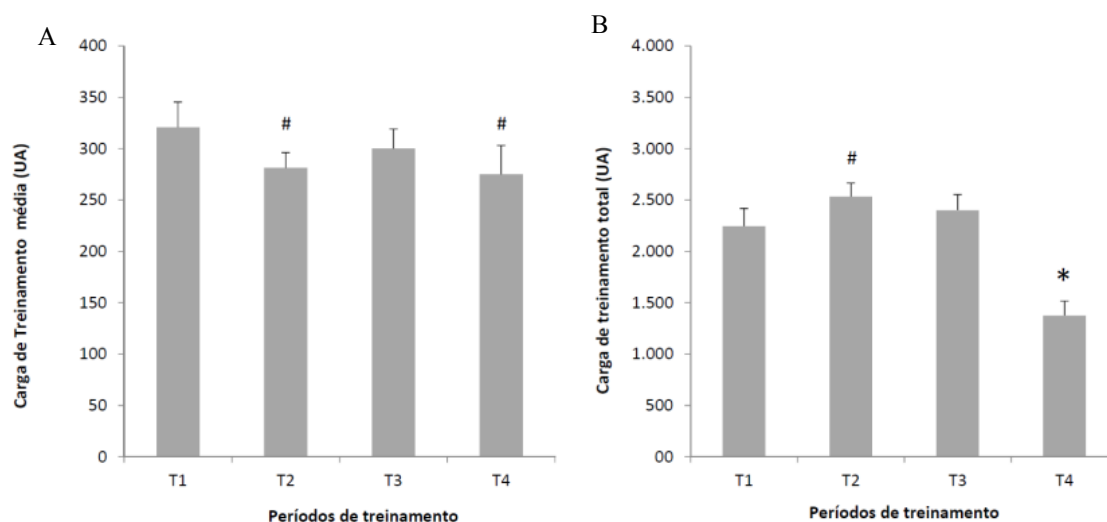 A
Carga de Treinamento média (UA)
400
350
300
250
200
150
100
50
0
#
#
T1
T2
T3
T4
Períodos de treinamento
B
Carga de treinamento total (UA)
4.000
3.500
3.000
2.500
2.000
1.500
1.000
500
00
#
*
T1
T2
T3
T4
Períodos de treinamento